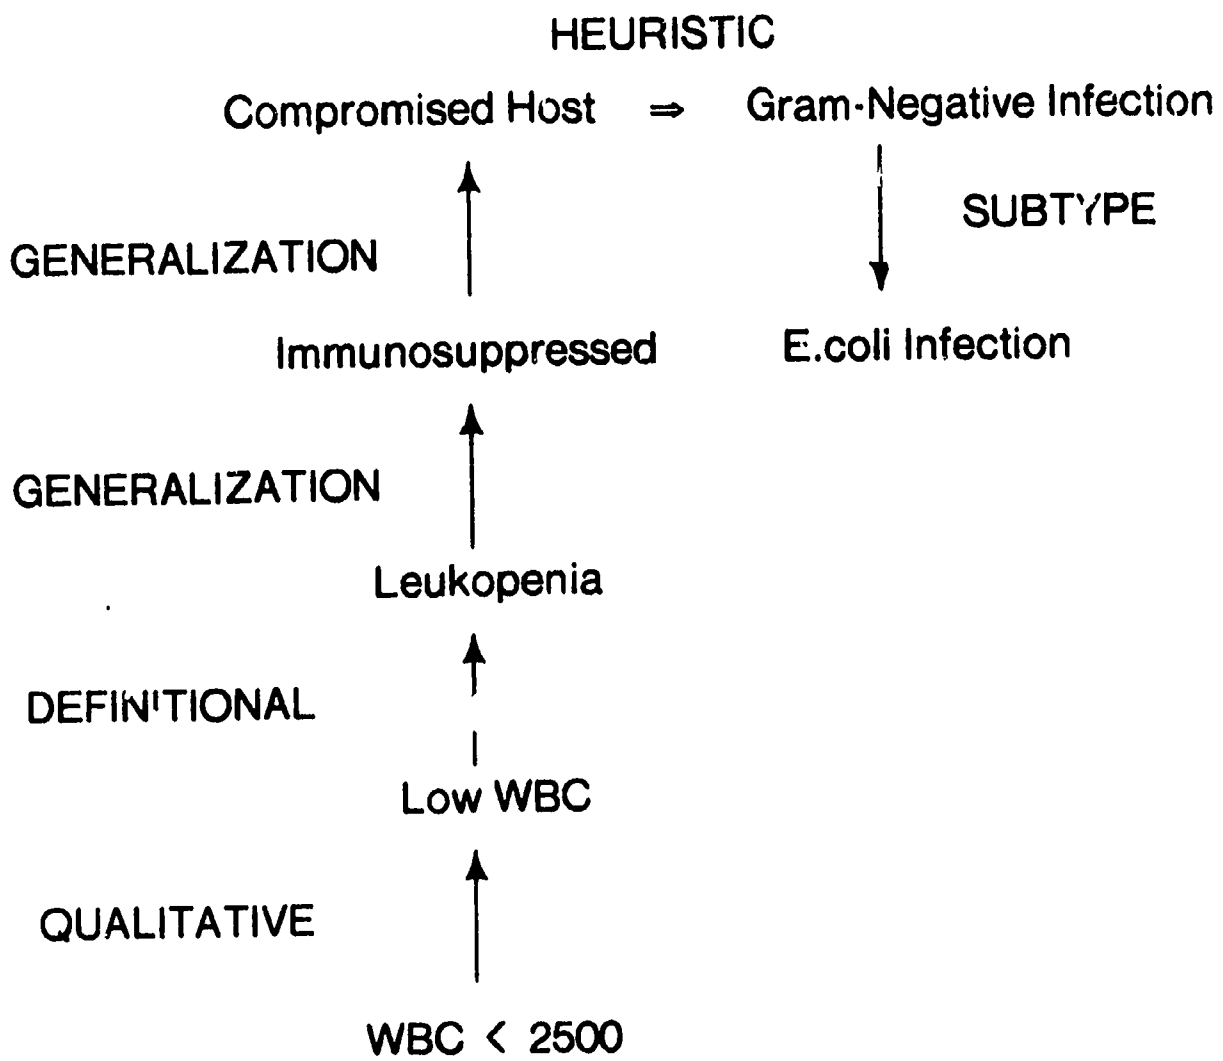 HEURISTIC
Compromised Host ⇒ Gram-Negative Infection
SUBTYPE
GENERALIZATION
Immunosuppressed E.coli Infection
GENERALIZATION
Leukopenia
DEFINITIONAL
Low WBC
QUALITATIVE
WBC < 2500